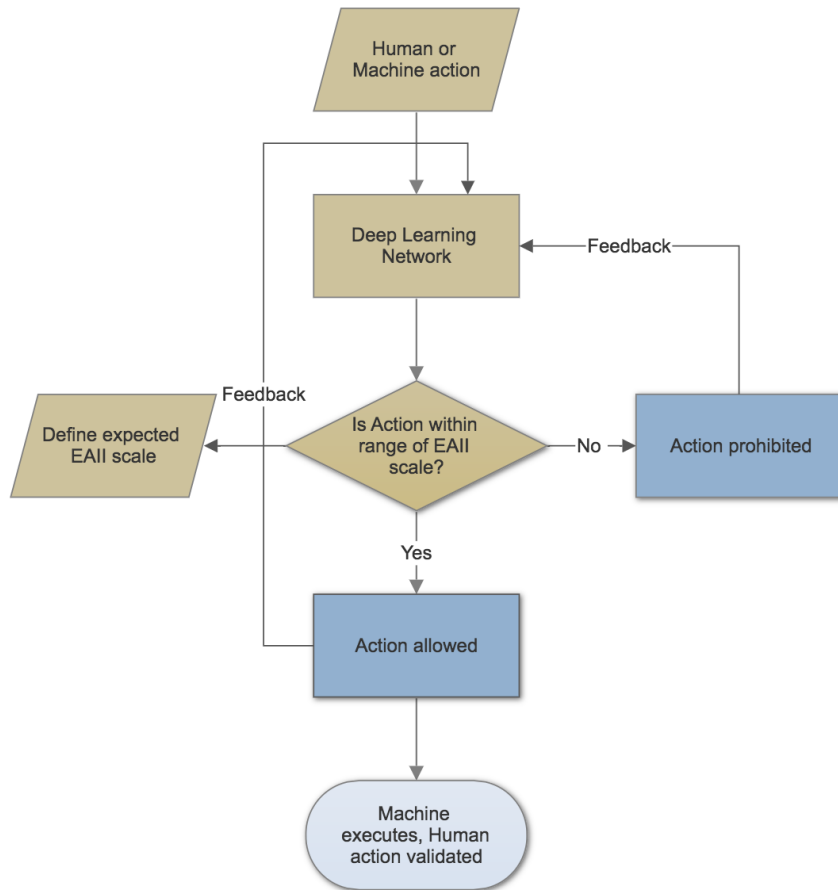 Human or
Machine action
Deep Learning
Network
Feedback
Feedback
Define expected
EAII scale
Is Action within
range of EAII
scale?
No
Action prohibited
Yes
Action allowed
Machine
executes, Human
action validated